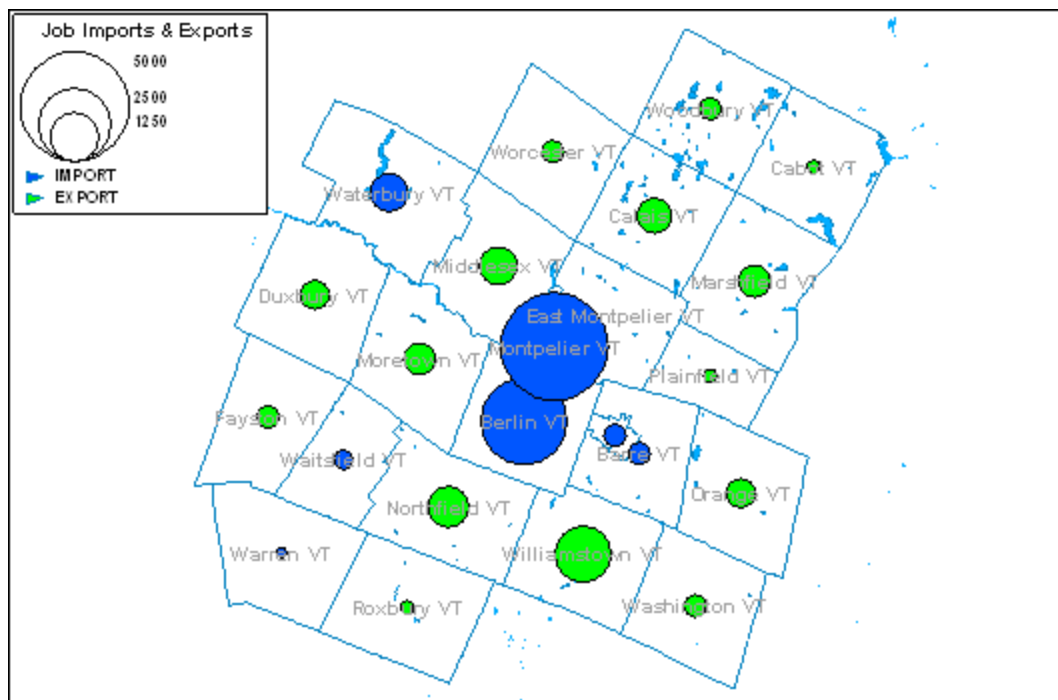 Job Imports & Exports
5000
2500
1250
IMPORT
EXPORT
Woodbury VT
Worcester VT
Cabot VT
Waterbury VT
Calais VT
Middlesex VT
Marshfield VT
Duxbury VT
East Montpelier VT
Montpelier VT
Moretown VT
Plainfield VT
Fayston VT
Berlin VT
Barre VT
Waitsfield VT
Orange VT
Northfield VT
Williamstown VT
Warren VT
Roxbury VT
Washington VT